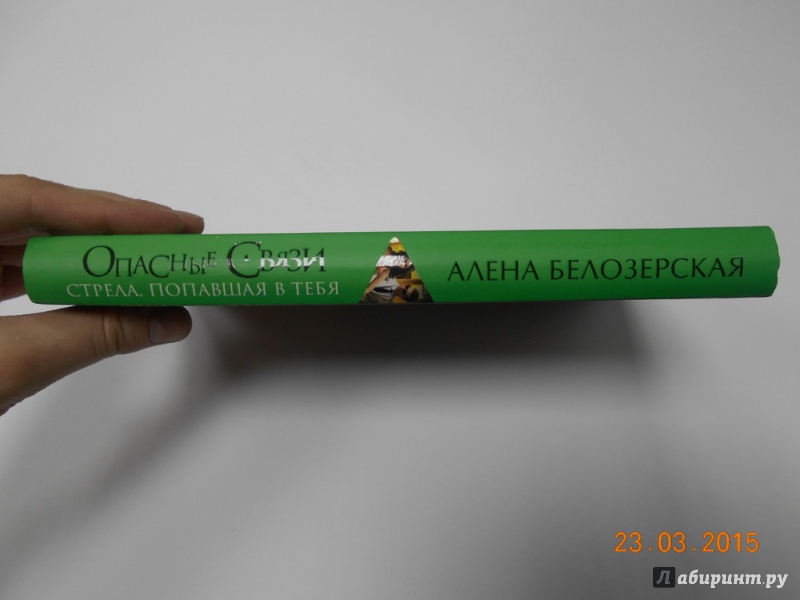 Опасные Связи
СТРЕЛА, ПОПАВШАЯ В ТЕБЯ
АЛЕНА БЕЛОЗЕРСКАЯ
23.03.2015
Лабиринт.ру